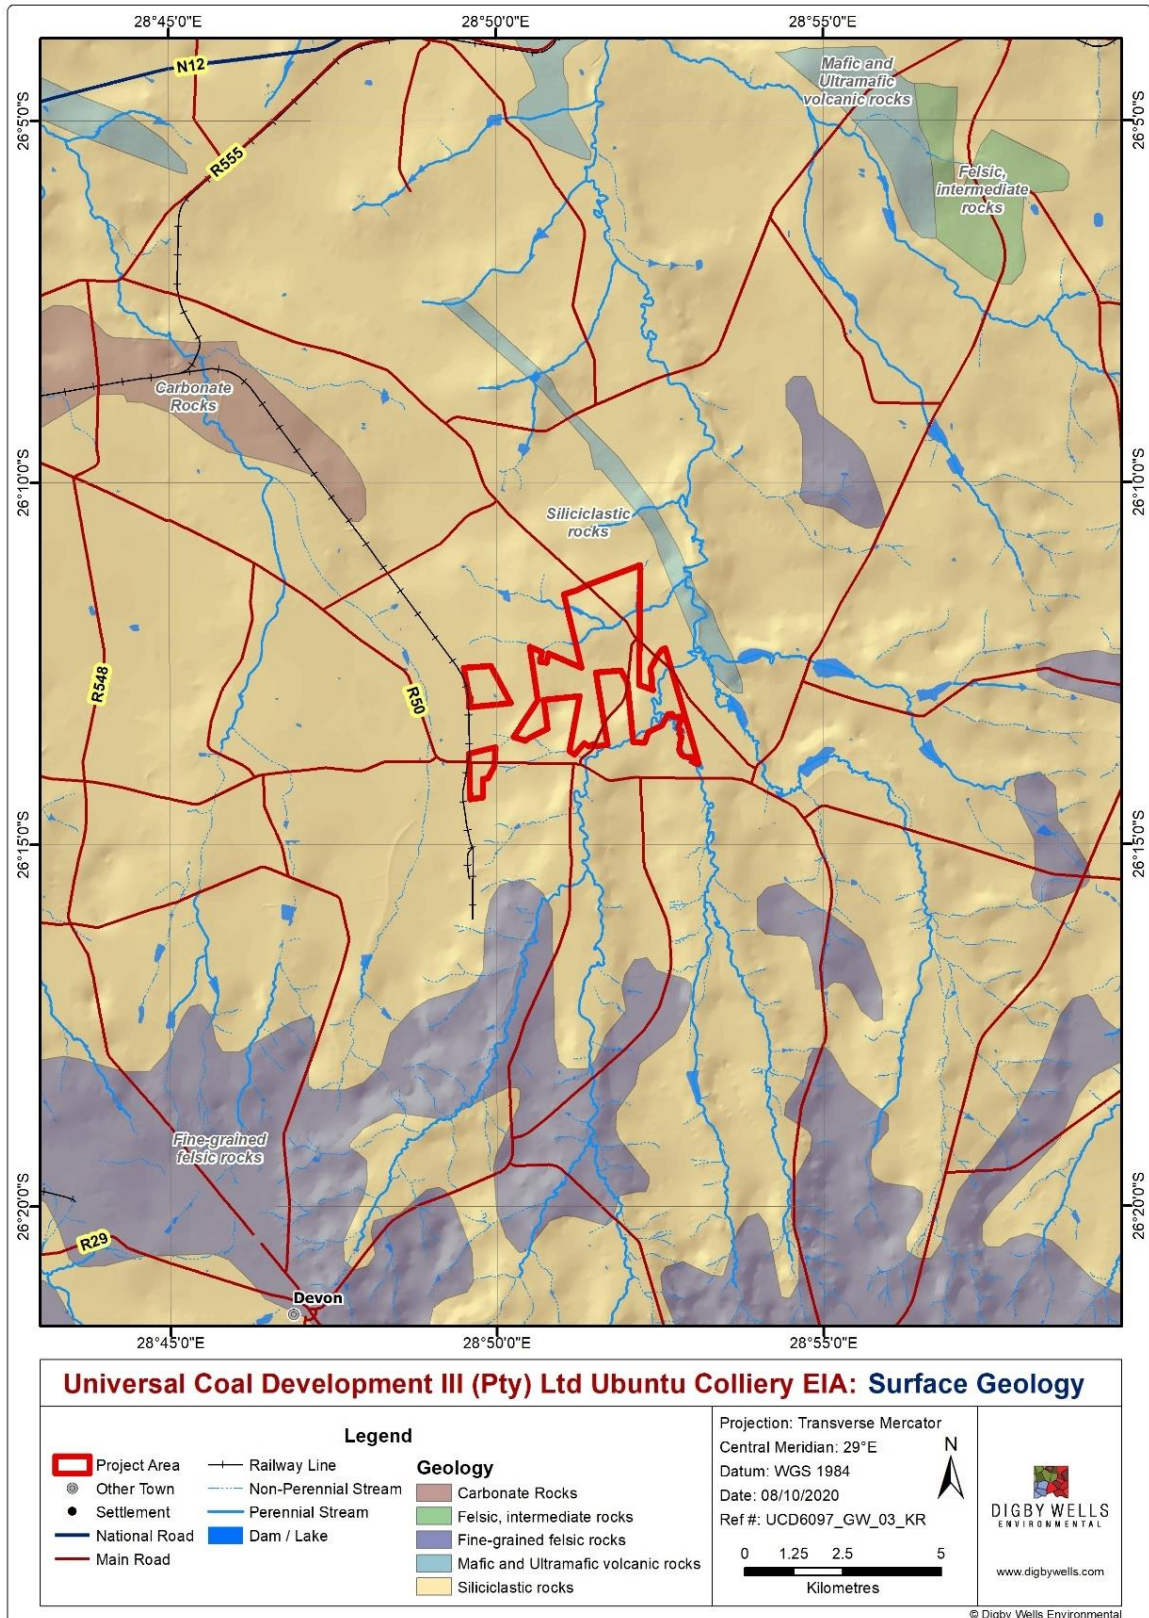 28°45'0"E
28°50'0"E
28°55'0"E
N12
Mafic and
Ultramafic
volcanic rocks
26°5'0"S
26°5'0"S
R555
Felsic,
intermediate
rocks
Carbonate
Rocks
26°10'0"S
26°10'0"S
Siliciclastic
rocks
R548
R50
26°15'0"S
26°15'0"S
Fine-grained
felsic rocks
26°20'0"S
26°20'0"S
R29
Devon
28°45'0"E
28°50'0"E
28°55'0"E
Universal Coal Development III (Pty) Ltd Ubuntu Colliery EIA: Surface Geology
Legend
Project Area
Other Town
Settlement
National Road
Main Road
Railway Line
Non-Perennial Stream
Perennial Stream
Dam / Lake
Geology
Carbonate Rocks
Felsic, intermediate rocks
Fine-grained felsic rocks
Mafic and Ultramafic volcanic rocks
Siliciclastic rocks
Projection: Transverse Mercator
Central Meridian: 29°E
Datum: WGS 1984
Date: 08/10/2020
Ref #: UCD6097_GW_03_KR
N
0 1.25 2.5 5
Kilometres
DIGBY WELLS
ENVIRONMENTAL
www.digbywells.com
© Digby Wells Environmental